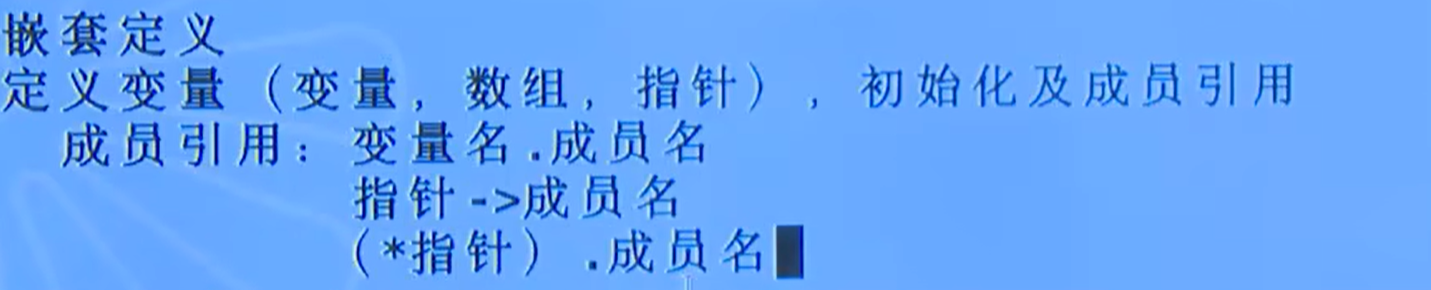 嵌套定义
定义变量（变量，数组，指针），初始化及成员引用
成员引用：变量名.成员名
指针->成员名
（*指针）.成员名